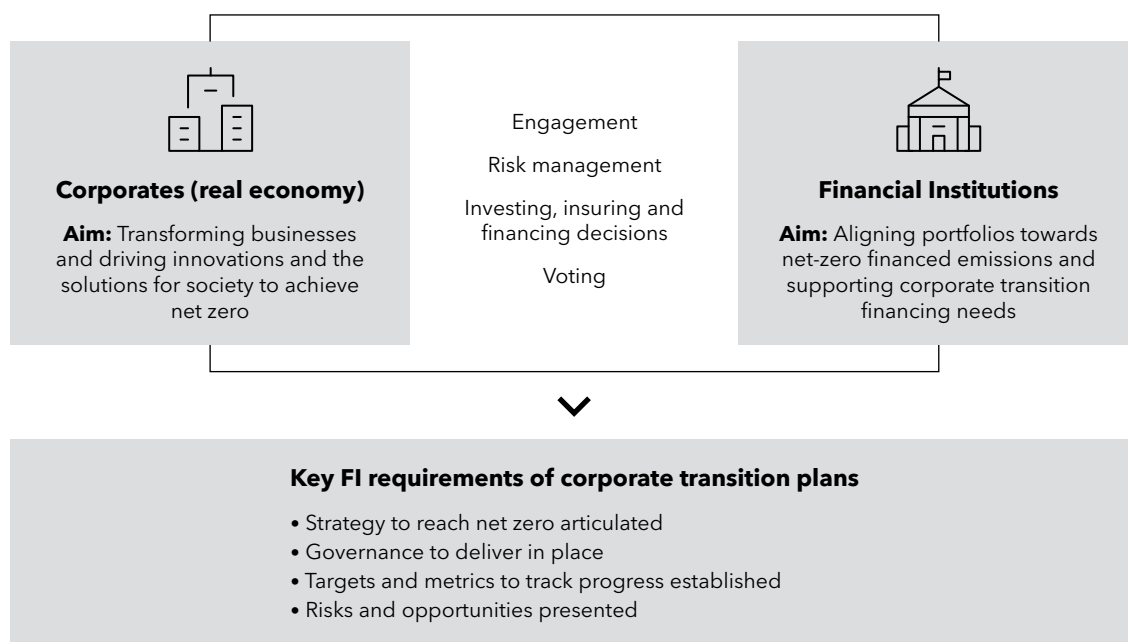 Corporates (real economy)
Aim: Transforming businesses
and driving innovations and the
solutions for society to achieve
net zero
Engagement
Risk management
Investing, insuring and
financing decisions
Voting
Financial Institutions
Aim: Aligning portfolios towards
net-zero financed emissions and
supporting corporate transition
financing needs
Key FI requirements of corporate transition plans
• Strategy to reach net zero articulated
• Governance to deliver in place
• Targets and metrics to track progress established
• Risks and opportunities presented